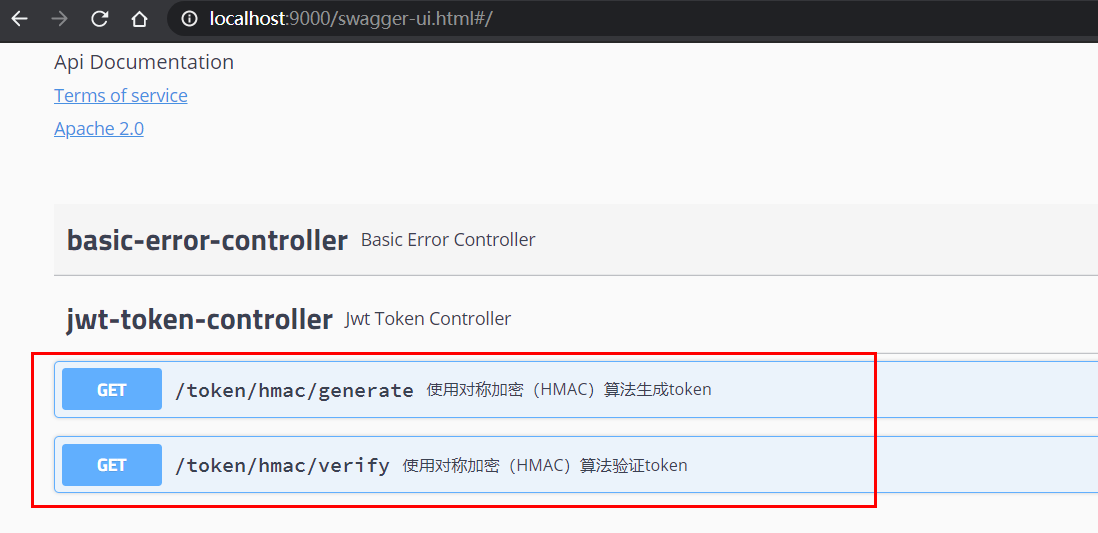 localhost:9000/swagger-ui.html#/
Api Documentation
Terms of service
Apache 2.0
basic-error-controller Basic Error Controller
jwt-token-controller Jwt Token Controller
GET /token/hmac/generate 使用对称加密（HMAC）算法生成token
GET /token/hmac/verify 使用对称加密（HMAC）算法验证token